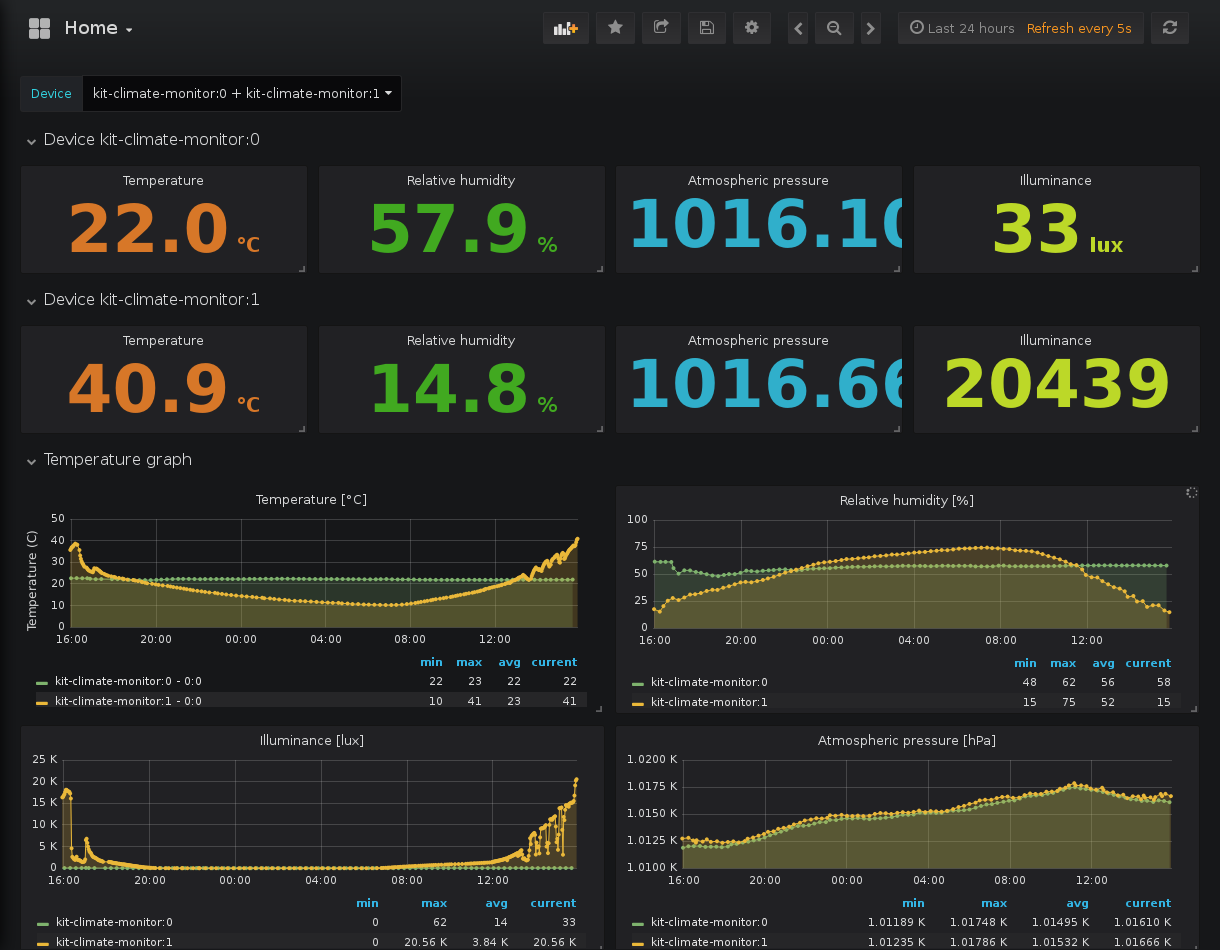 Home
Last 24 hours Refresh every 5s
Device kit-climate-monitor:0 + kit-climate-monitor:1
Device kit-climate-monitor:0
Temperature Relative humidity Atmospheric pressure Illuminance
22.0 °C 57.9 % 1016.10 33 lux
Device kit-climate-monitor:1
Temperature Relative humidity Atmospheric pressure Illuminance
40.9 °C 14.8 % 1016.66 20439
Temperature graph
Temperature [°C]
Temperature (C)
50
40
30
20
10
0
16:00 20:00 00:00 04:00 08:00 12:00
min max avg current
kit-climate-monitor:0 - 0:0 22 23 22 22
kit-climate-monitor:1 - 0:0 10 41 23 41
Relative humidity [%]
100
75
50
25
0
16:00 20:00 00:00 04:00 08:00 12:00
min max avg current
kit-climate-monitor:0 48 62 56 58
kit-climate-monitor:1 15 75 52 15
Illuminance [lux]
25 K
20 K
15 K
10 K
5 K
0
16:00 20:00 00:00 04:00 08:00 12:00
min max avg current
kit-climate-monitor:0 0 62 14 33
kit-climate-monitor:1 0 20.56 K 3.84 K 20.56 K
Atmospheric pressure [hPa]
1.0200 K
1.0175 K
1.0150 K
1.0125 K
1.0100 K
16:00 20:00 00:00 04:00 08:00 12:00
min max avg current
kit-climate-monitor:0 1.01189 K 1.01748 K 1.01495 K 1.01610 K
kit-climate-monitor:1 1.01235 K 1.01786 K 1.01532 K 1.01666 K